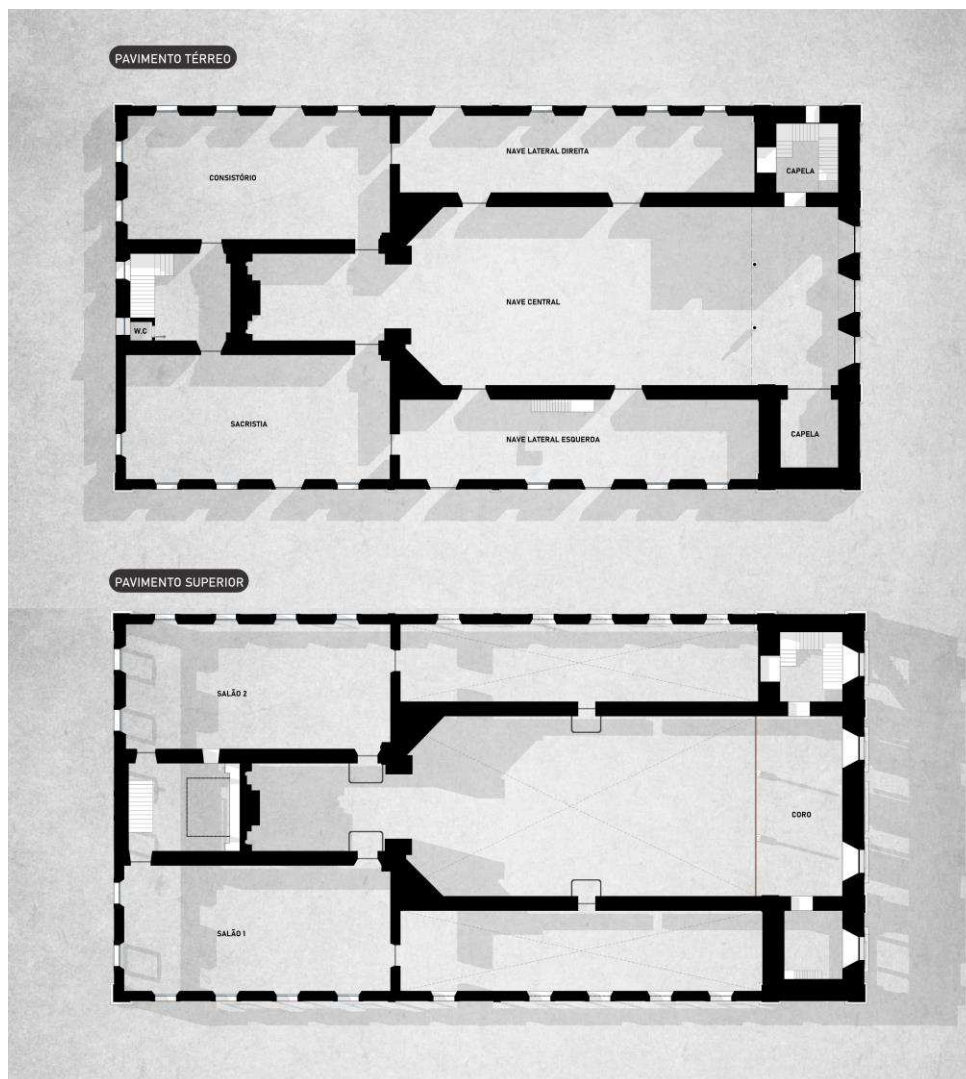 PAVIMENTO TÉRREO
NAVE LATERAL DIREITA
CAPELA
CONSISTÓRIO
NAVE CENTRAL
W.C
SACRISTIA
NAVE LATERAL ESQUERDA
CAPELA
PAVIMENTO SUPERIOR
SALÃO 2
CORO
SALÃO 1